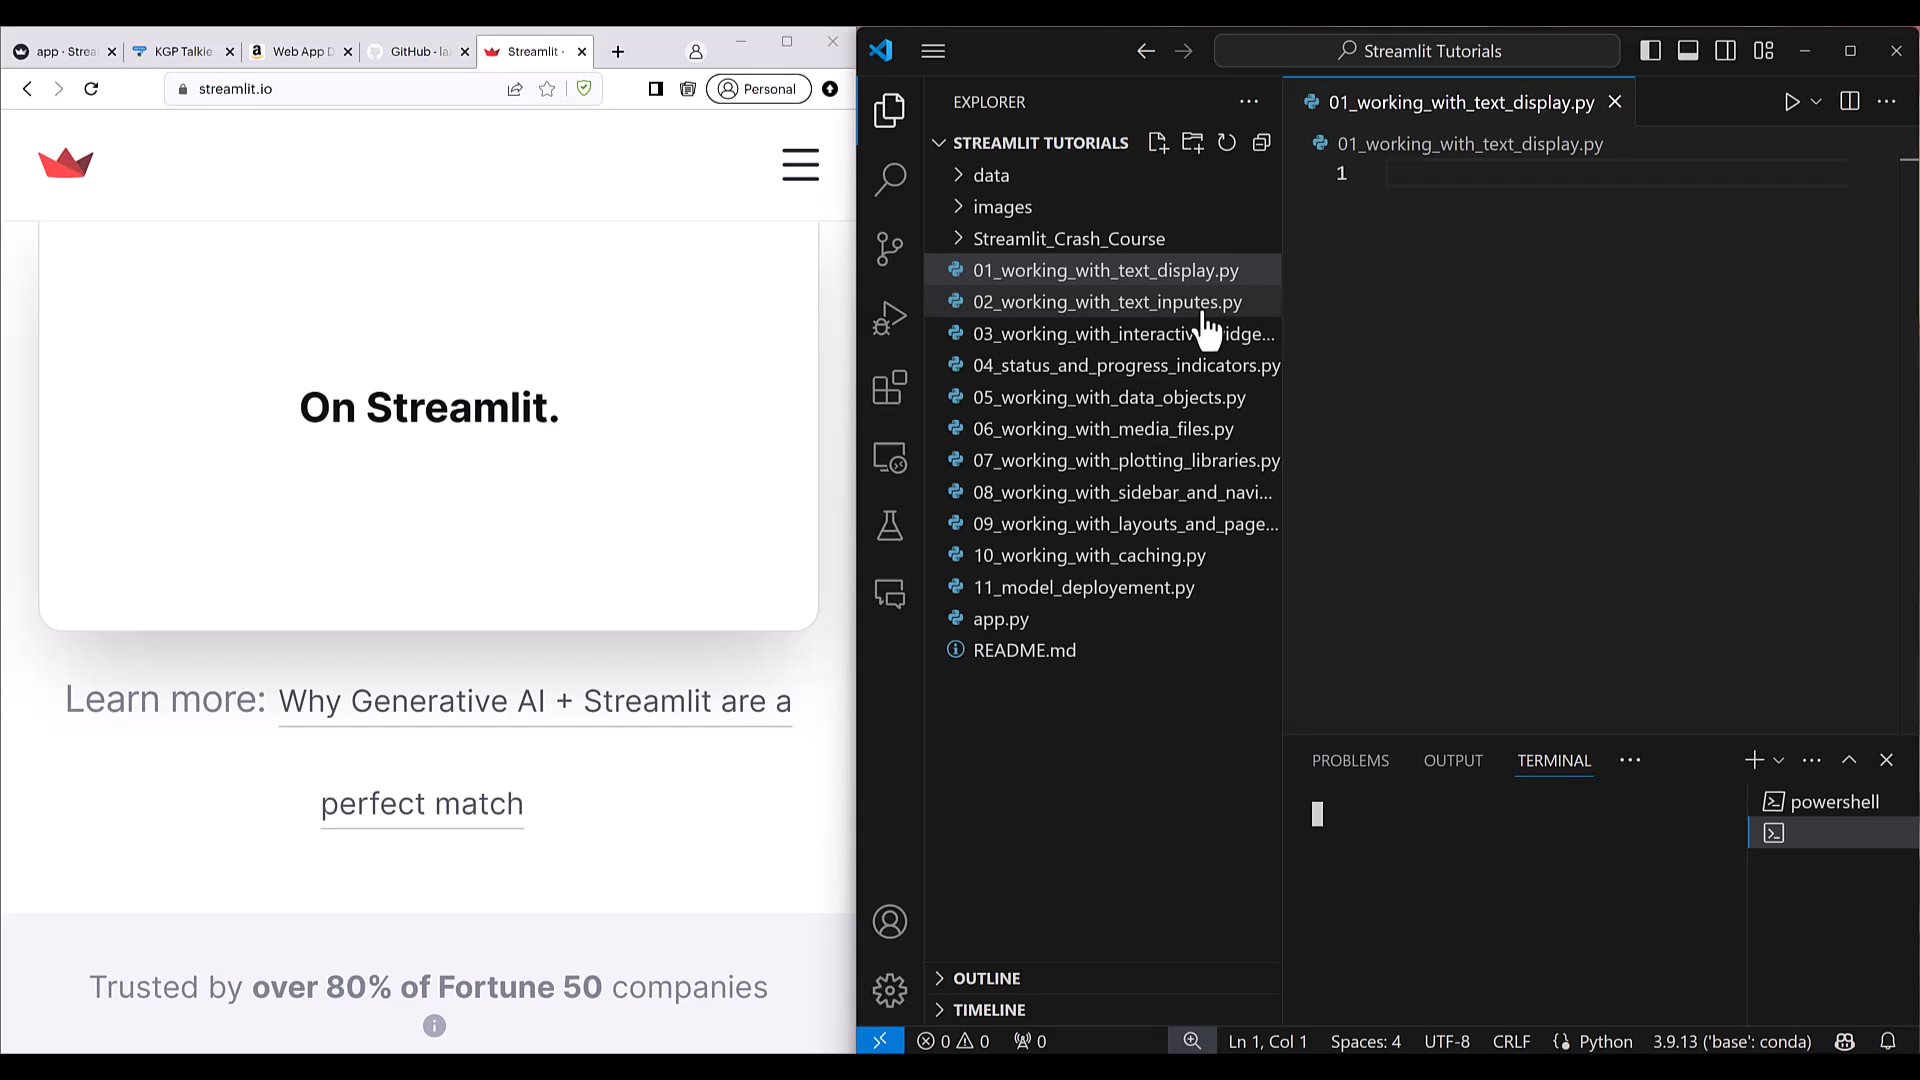 app · Strea
KGP Talkie
a
Web App D
GitHub - la
Streamlit ·
streamlit.io
Personal
On Streamlit.
Learn more: Why Generative AI + Streamlit are a
perfect match
Trusted by over 80% of Fortune 50 companies
Streamlit Tutorials
EXPLORER
STREAMLIT TUTORIALS
data
images
Streamlit_Crash_Course
01_working_with_text_display.py
02_working_with_text_inputes.py
03_working_with_interactiv idge...
04_status_and_progress_indicators.py
05_working_with_data_objects.py
06_working_with_media_files.py
07_working_with_plotting_libraries.py
08_working_with_sidebar_and_navi...
09_working_with_layouts_and_page...
10_working_with_caching.py
11_model_deployement.py
app.py
README.md
OUTLINE
TIMELINE
01_working_with_text_display.py
01_working_with_text_display.py
1
PROBLEMS OUTPUT TERMINAL
powershell
0 0 0
Ln 1, Col 1 Spaces: 4 UTF-8 CRLF Python 3.9.13 ('base': conda)